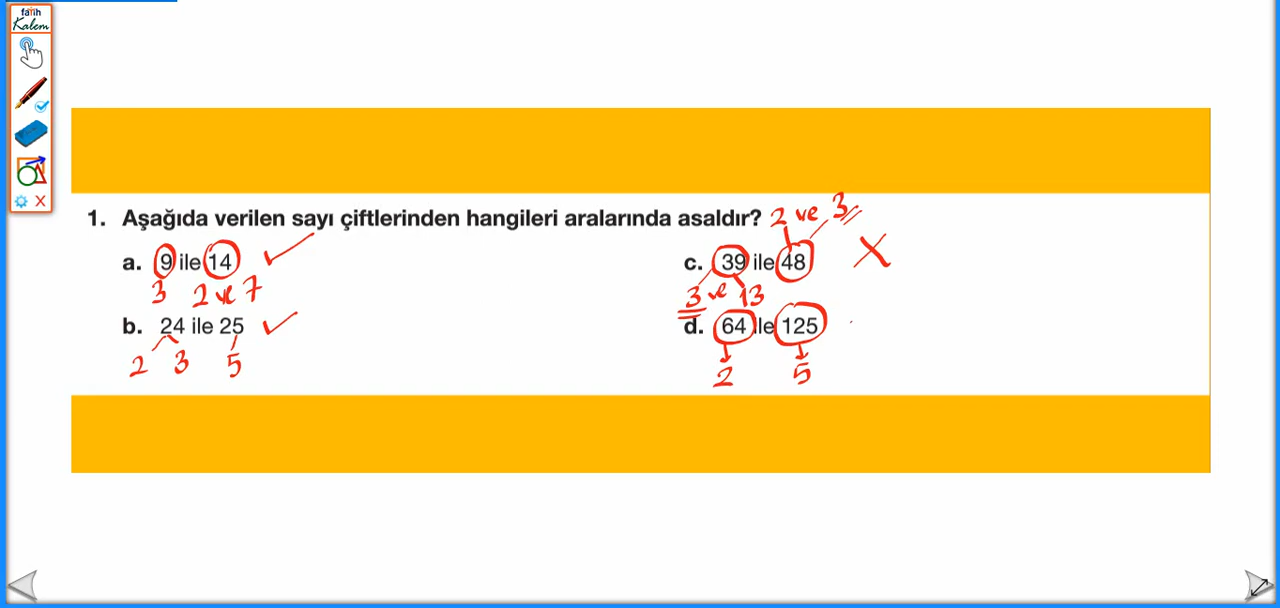 fatih
Kalem
1. Aşağıda verilen sayı çiftlerinden hangileri aralarında asaldır? 2 ve 3
a. 9 ile 14
3 2 ve 7
b. 24 ile 25
2 3 5
c. 39 ile 48
3 ve 13
d. 64 ile 125
2 5